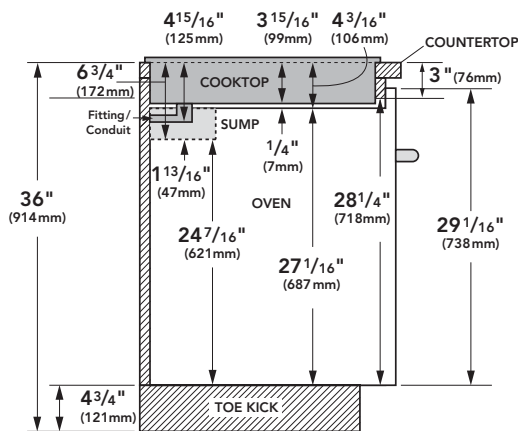 4 15/16" 3 15/16" 4 3/16"
(125mm) (99mm) (106mm)
COUNTERTOP
6 3/4"
(172mm)
COOKTOP
3" (76mm)
Fitting/
Conduit
SUMP
1/4"
(7mm)
1 13/16"
(47mm)
36"
(914mm)
OVEN
28 1/4"
(718mm)
24 7/16"
(621mm)
29 1/16"
(738mm)
27 1/16"
(687mm)
4 3/4"
(121mm)
TOE KICK